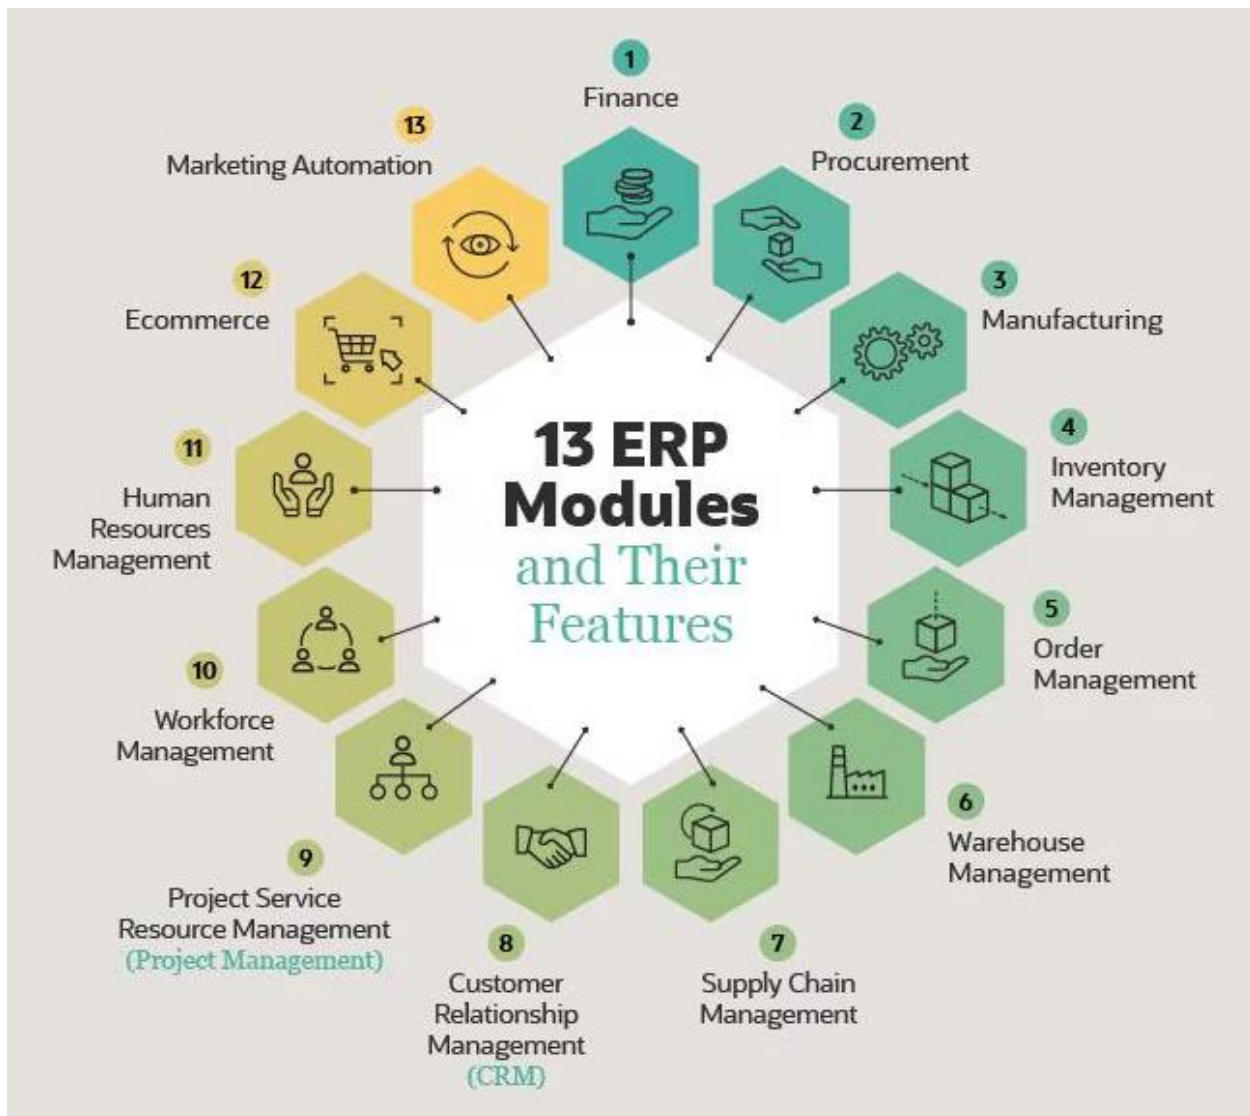 13 ERP
Modules
and Their
Features
1
Finance
2
Procurement
3
Manufacturing
4
Inventory
Management
5
Order
Management
6
Warehouse
Management
7
Supply Chain
Management
8
Customer
Relationship
Management
(CRM)
9
Project Service
Resource Management
(Project Management)
10
Workforce
Management
11
Human
Resources
Management
12
Ecommerce
13
Marketing Automation